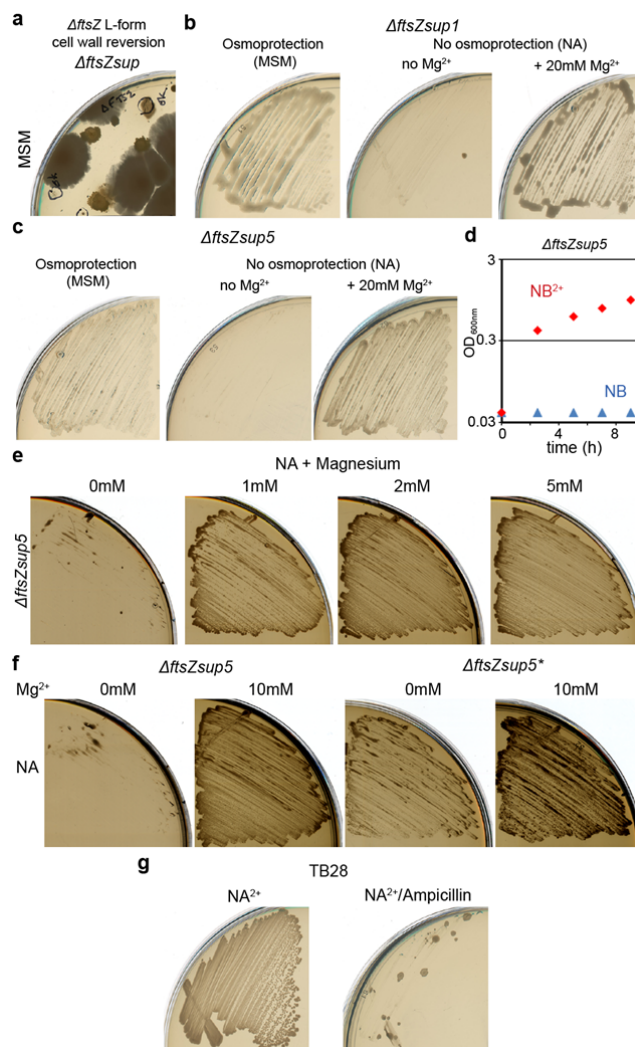 a
ΔftsZ L-form
cell wall reversion
ΔftsZsup
MSM
b
ΔftsZsup1
Osmoprotection
(MSM)
No osmoprotection (NA)
no Mg²⁺
+ 20mM Mg²⁺
c
ΔftsZsup5
Osmoprotection
(MSM)
No osmoprotection (NA)
no Mg²⁺
+ 20mM Mg²⁺
d
ΔftsZsup5
3
NB²⁺
OD600nm
0.3
NB
0.03
0 4 8
time (h)
e
NA + Magnesium
0mM 1mM 2mM 5mM
ΔftsZsup5
f
ΔftsZsup5 ΔftsZsup5*
Mg²⁺ 0mM 10mM 0mM 10mM
NA
g
TB28
NA²⁺ NA²⁺/Ampicillin